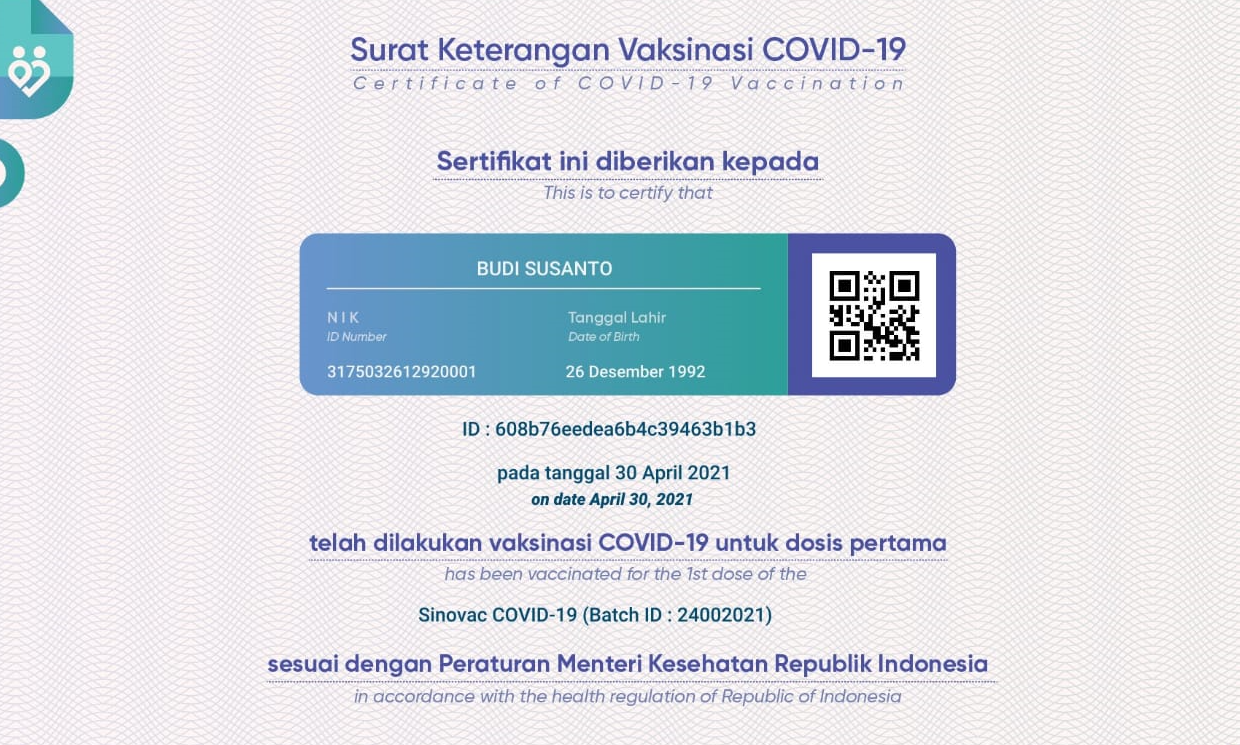 Surat Keterangan Vaksinasi COVID-19
Certificate of COVID-19 Vaccination
Sertifikat ini diberikan kepada
This is to certify that
BUDI SUSANTO
NIK
ID Number
3175032612920001
Tanggal Lahir
Date of Birth
26 Desember 1992
ID : 608b76eedea6b4c39463b1b3
pada tanggal 30 April 2021
on date April 30, 2021
telah dilakukan vaksinasi COVID-19 untuk dosis pertama
has been vaccinated for the 1st dose of the
Sinovac COVID-19 (Batch ID : 24002021)
sesuai dengan Peraturan Menteri Kesehatan Republik Indonesia
in accordance with the health regulation of Republic of Indonesia